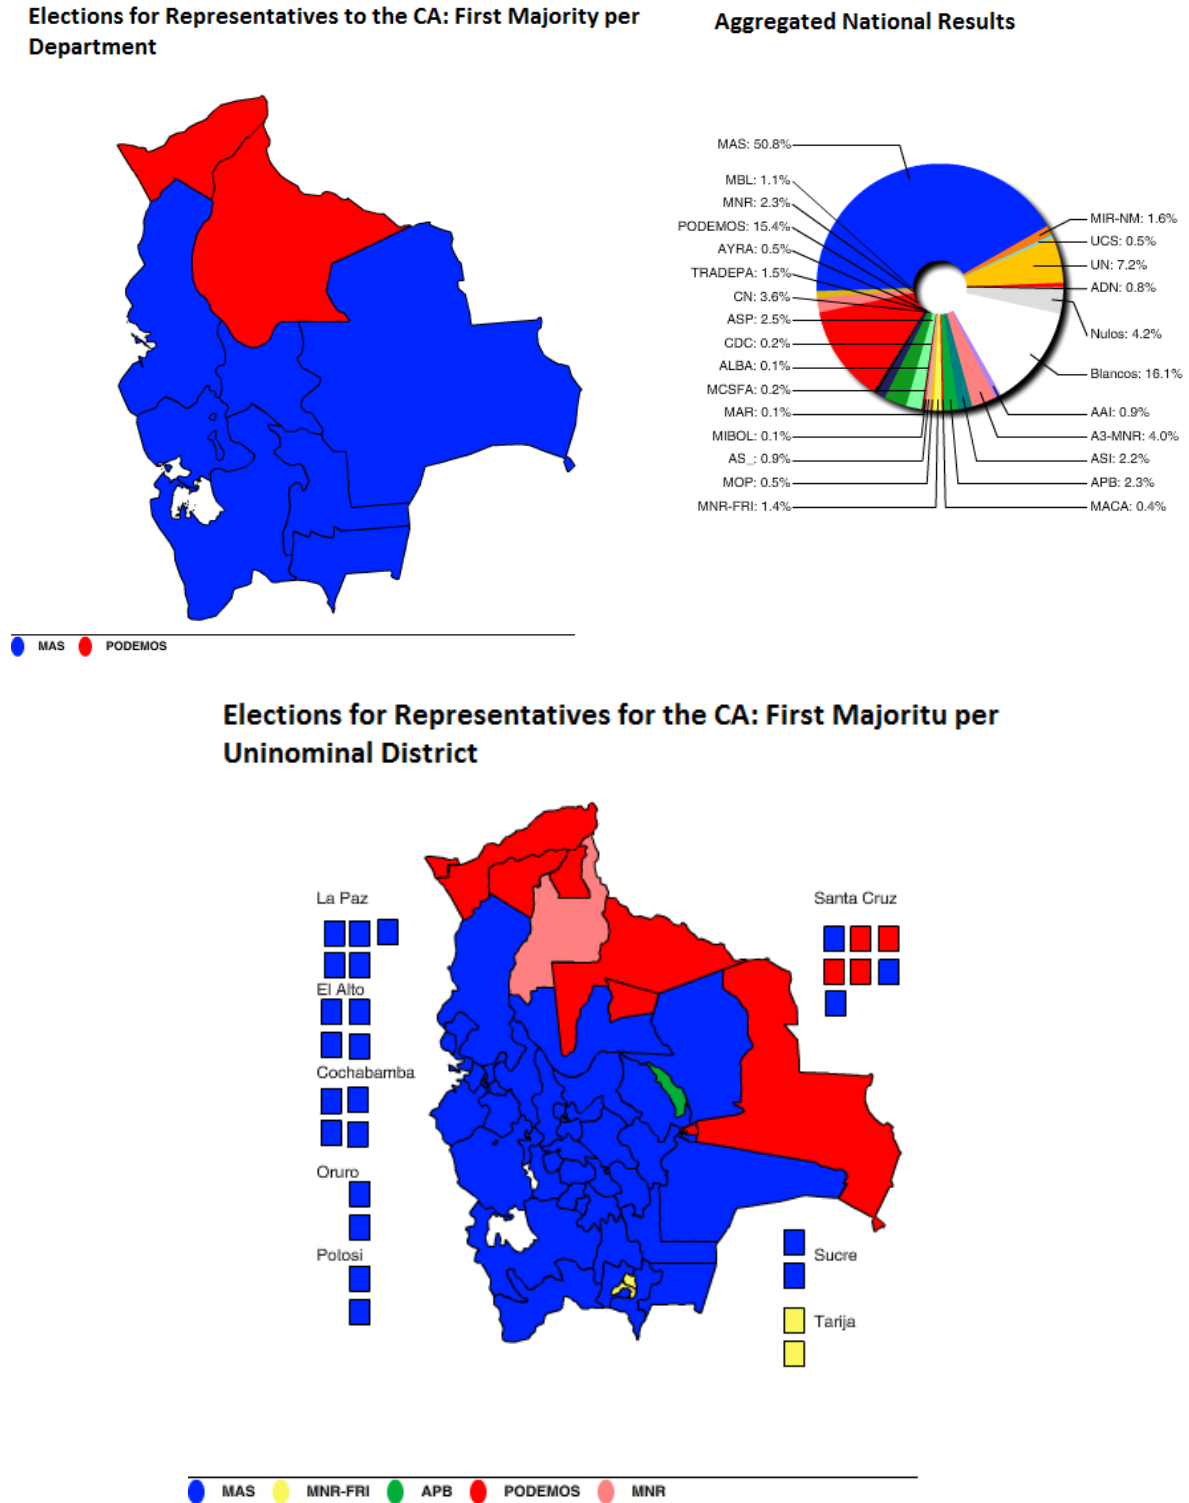 Elections for Representatives to the CA: First Majority per
Department
Aggregated National Results
MAS: 50.8%
MBL: 1.1%
MNR: 2.3%
PODEMOS: 15.4%
AYRA: 0.5%
TRADEPA: 1.5%
CN: 3.6%
ASP: 2.5%
CDC: 0.2%
ALBA: 0.1%
MCSFA: 0.2%
MAR: 0.1%
MIBOL: 0.1%
AS_: 0.9%
MOP: 0.5%
MNR-FRI: 1.4%
MIR-NM: 1.6%
UCS: 0.5%
UN: 7.2%
ADN: 0.8%
Nulos: 4.2%
Blancos: 16.1%
AAI: 0.9%
A3-MNR: 4.0%
ASI: 2.2%
APB: 2.3%
MACA: 0.4%
MAS PODEMOS
Elections for Representatives for the CA: First Majoritu per
Uninominal District
La Paz
El Alto
Cochabamba
Oruro
Potosi
Santa Cruz
Sucre
Tarija
MAS MNR-FRI APB PODEMOS MNR